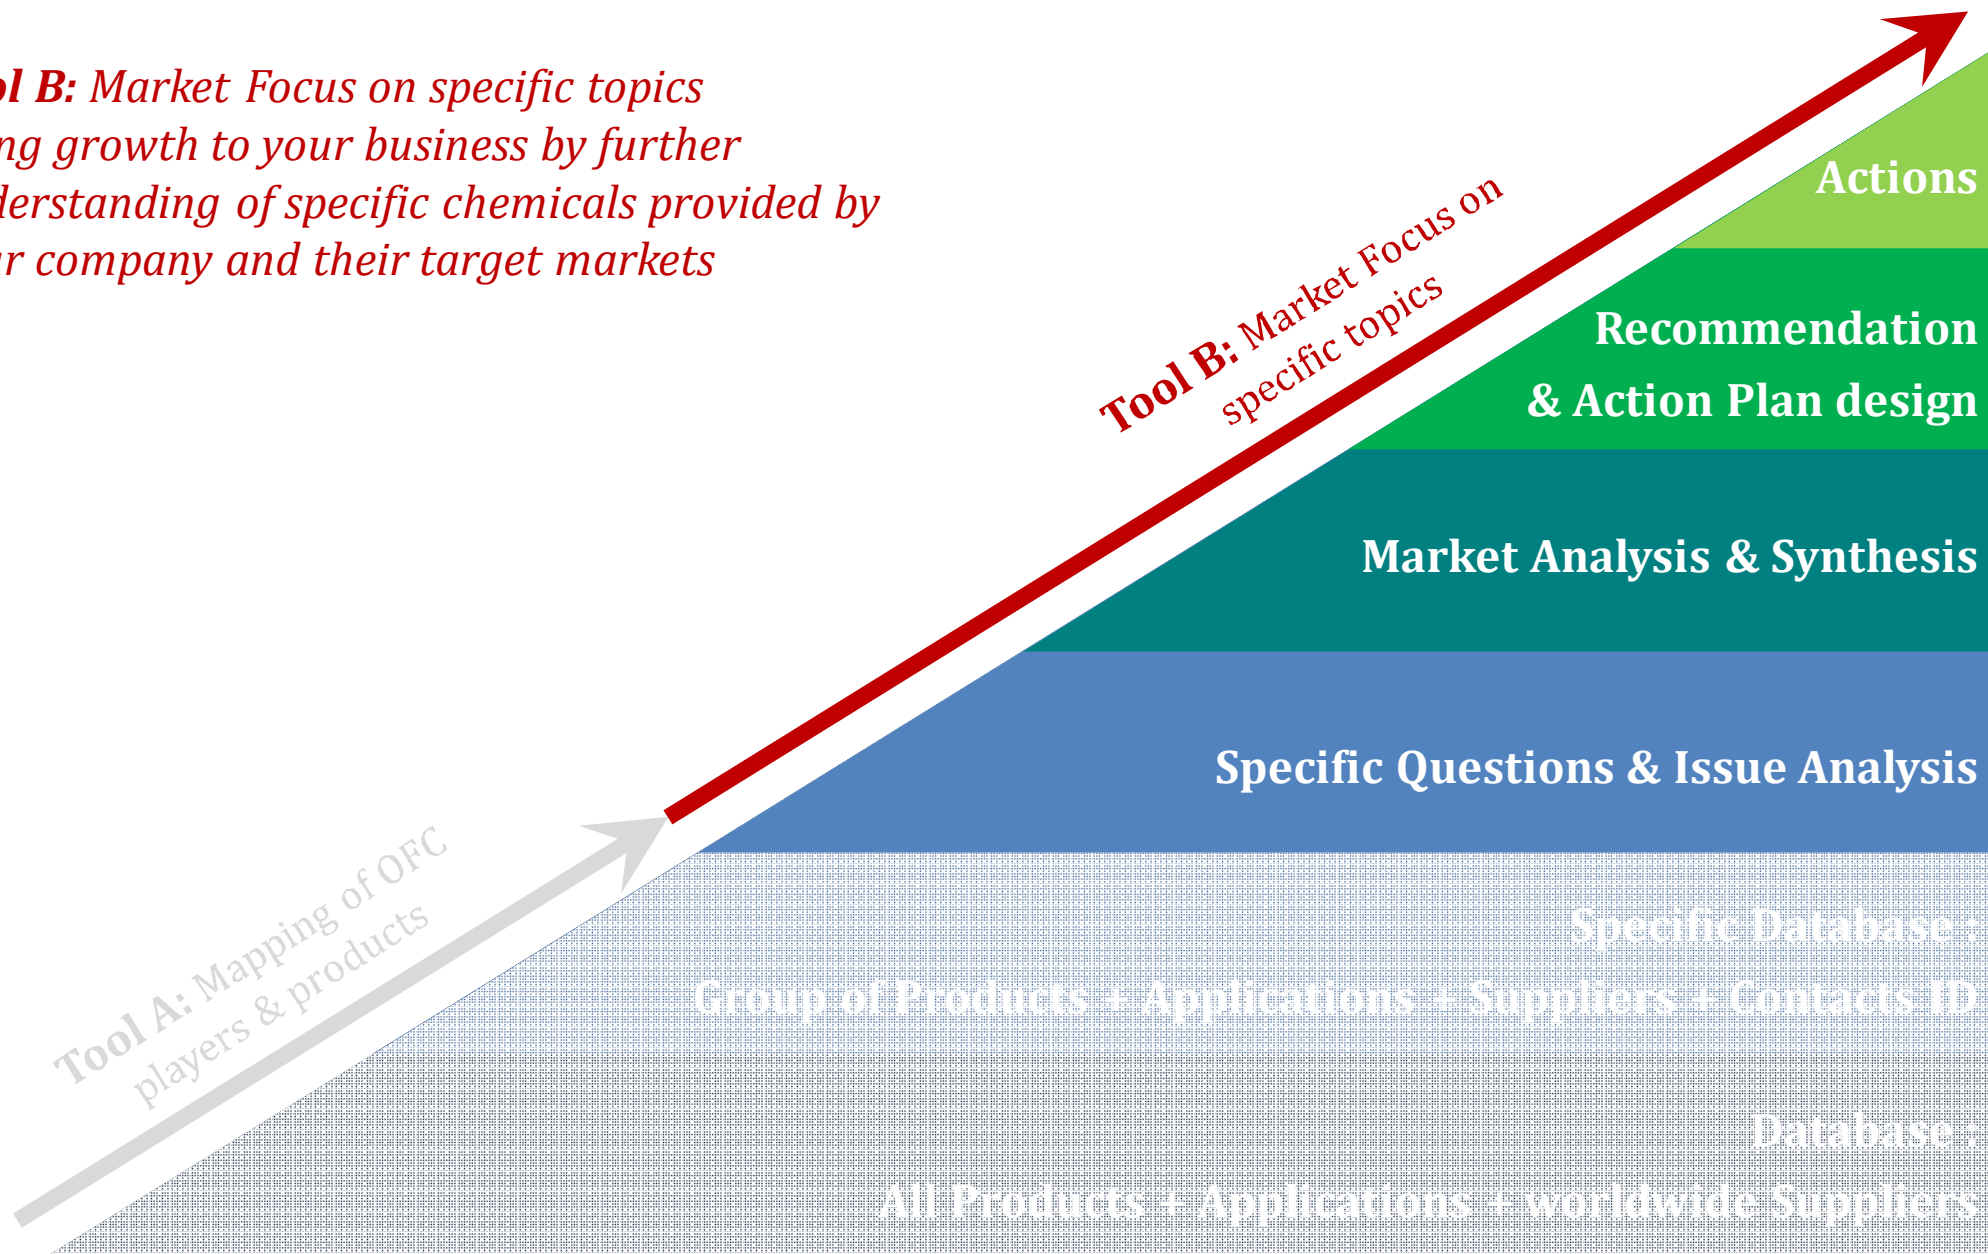 ol B: Market Focus on specific topics
ng growth to your business by further
derstanding of specific chemicals provided by
r company and their target markets
Actions
Tool B: Market Focus on
specific topics
Recommendation
& Action Plan design
Market Analysis & Synthesis
Specific Questions & Issue Analysis
Tool A: Mapping of OFC
players & products
Specific Database :
Group of Products + Applications + Suppliers + Contacts ID
Database :
All Products + Applications + worldwide Suppliers